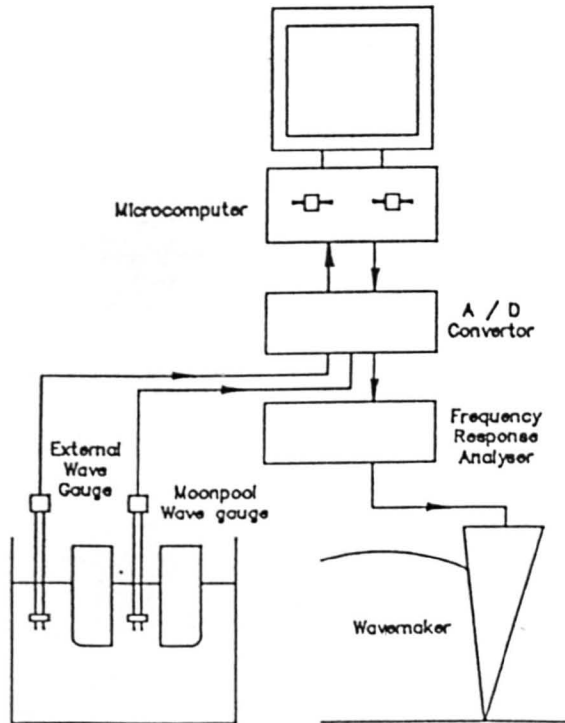 Microcomputer
A / D
Convertor
Frequency
Response
Analyser
External
Wave
Gauge
Moonpool
Wave gauge
Wavemaker